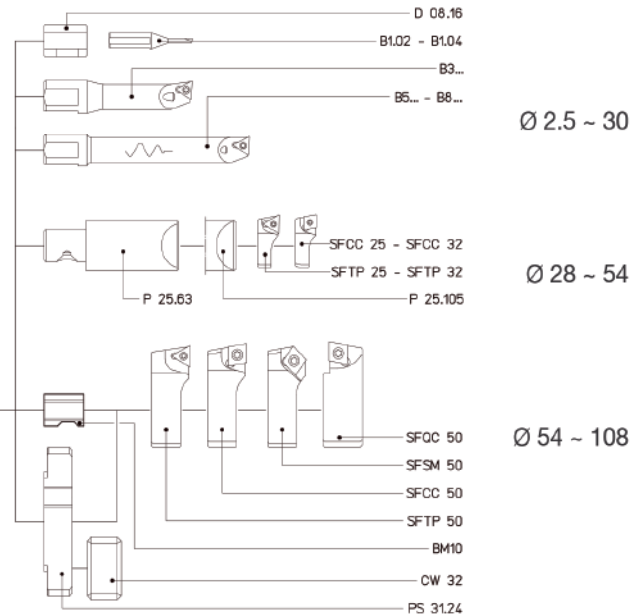 D 08.16
B1.02 - B1.04
B3...
B5... - B8...
Ø 2.5 ~ 30
SFCC 25 - SFCC 32
SFTP 25 - SFTP 32
Ø 28 ~ 54
P 25.63
P 25.105
SFQC 50
Ø 54 ~ 108
SFSM 50
SFCC 50
SFTP 50
BM10
CW 32
PS 31.24